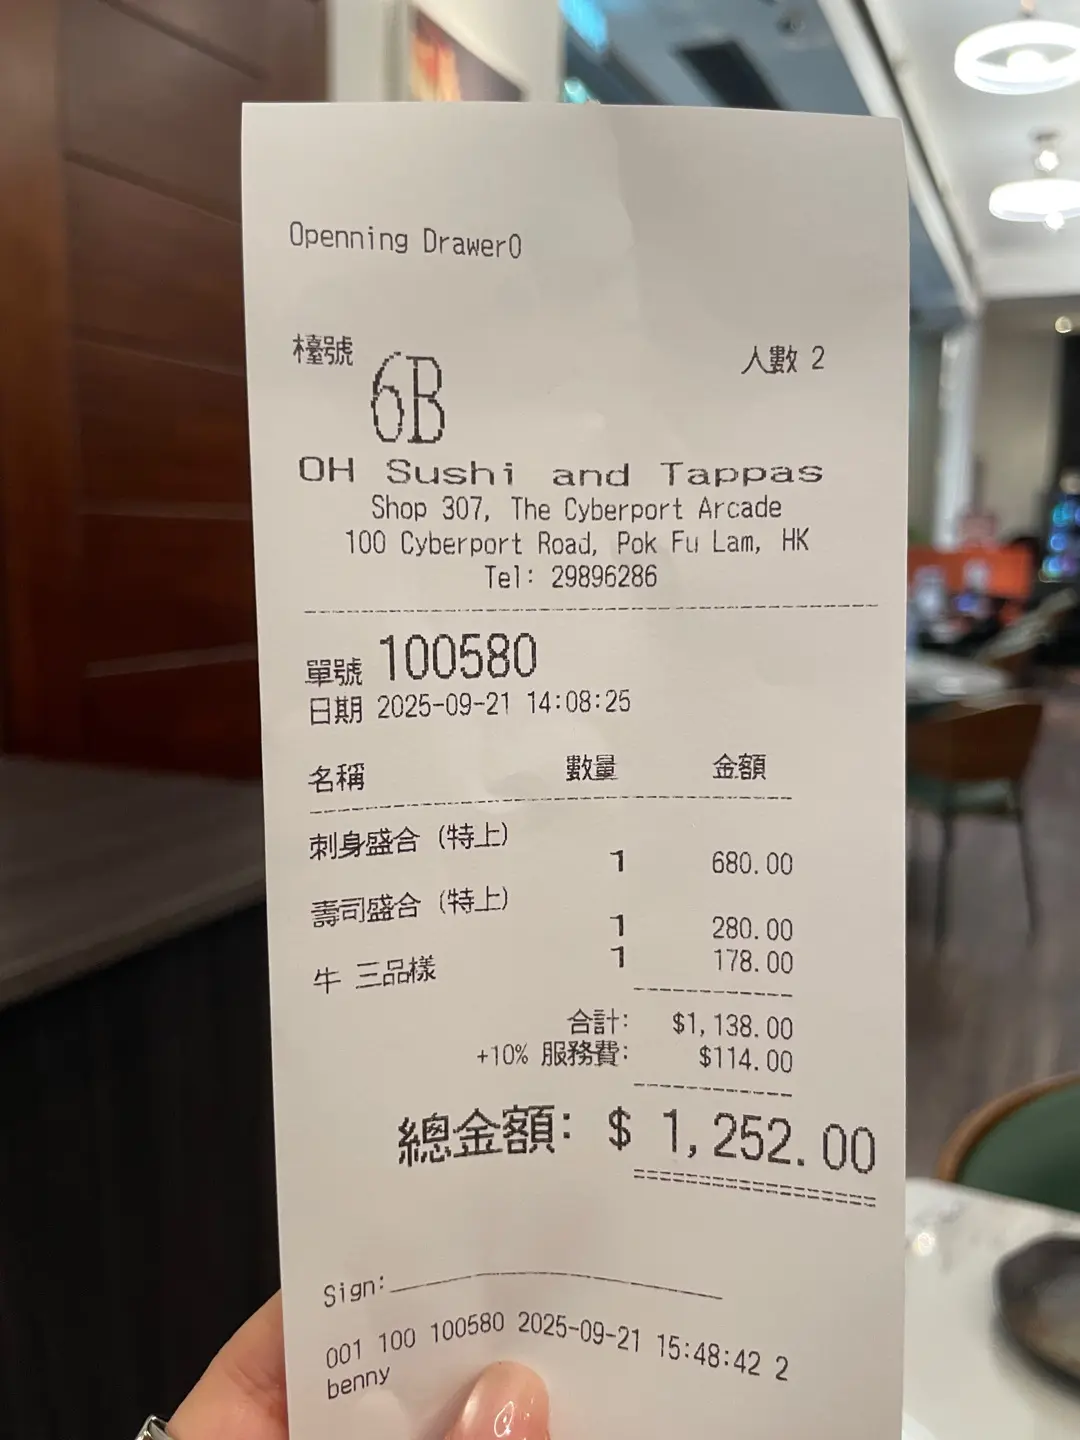 Openning Drawer0
檯號 6B 人數 2
OH Sushi and Tappas
Shop 307, The Cyberport Arcade
100 Cyberport Road, Pok Fu Lam, HK
Tel: 29896286
單號 100580
日期 2025-09-21 14:08:25
名稱 數量 金額
刺身盛合 (特上)
1 680.00
壽司盛合 (特上)
1 280.00
牛 三品樣 1 178.00
合計: $1,138.00
+10% 服務費: $114.00
總金額: $ 1,252.00
Sign:
001 100 100580 2025-09-21 15:48:42 2
benny